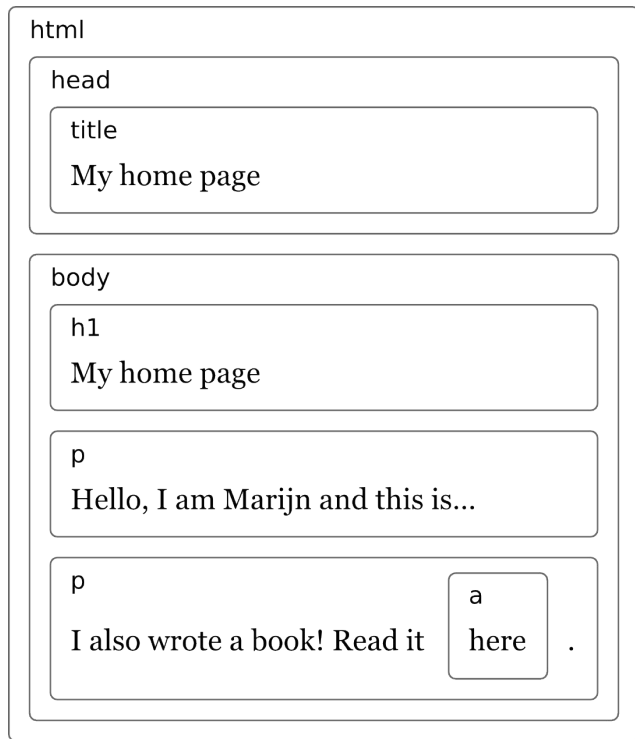 html
head
title
My home page
body
h1
My home page
p
Hello, I am Marijn and this is...
p
a
I also wrote a book! Read it here .